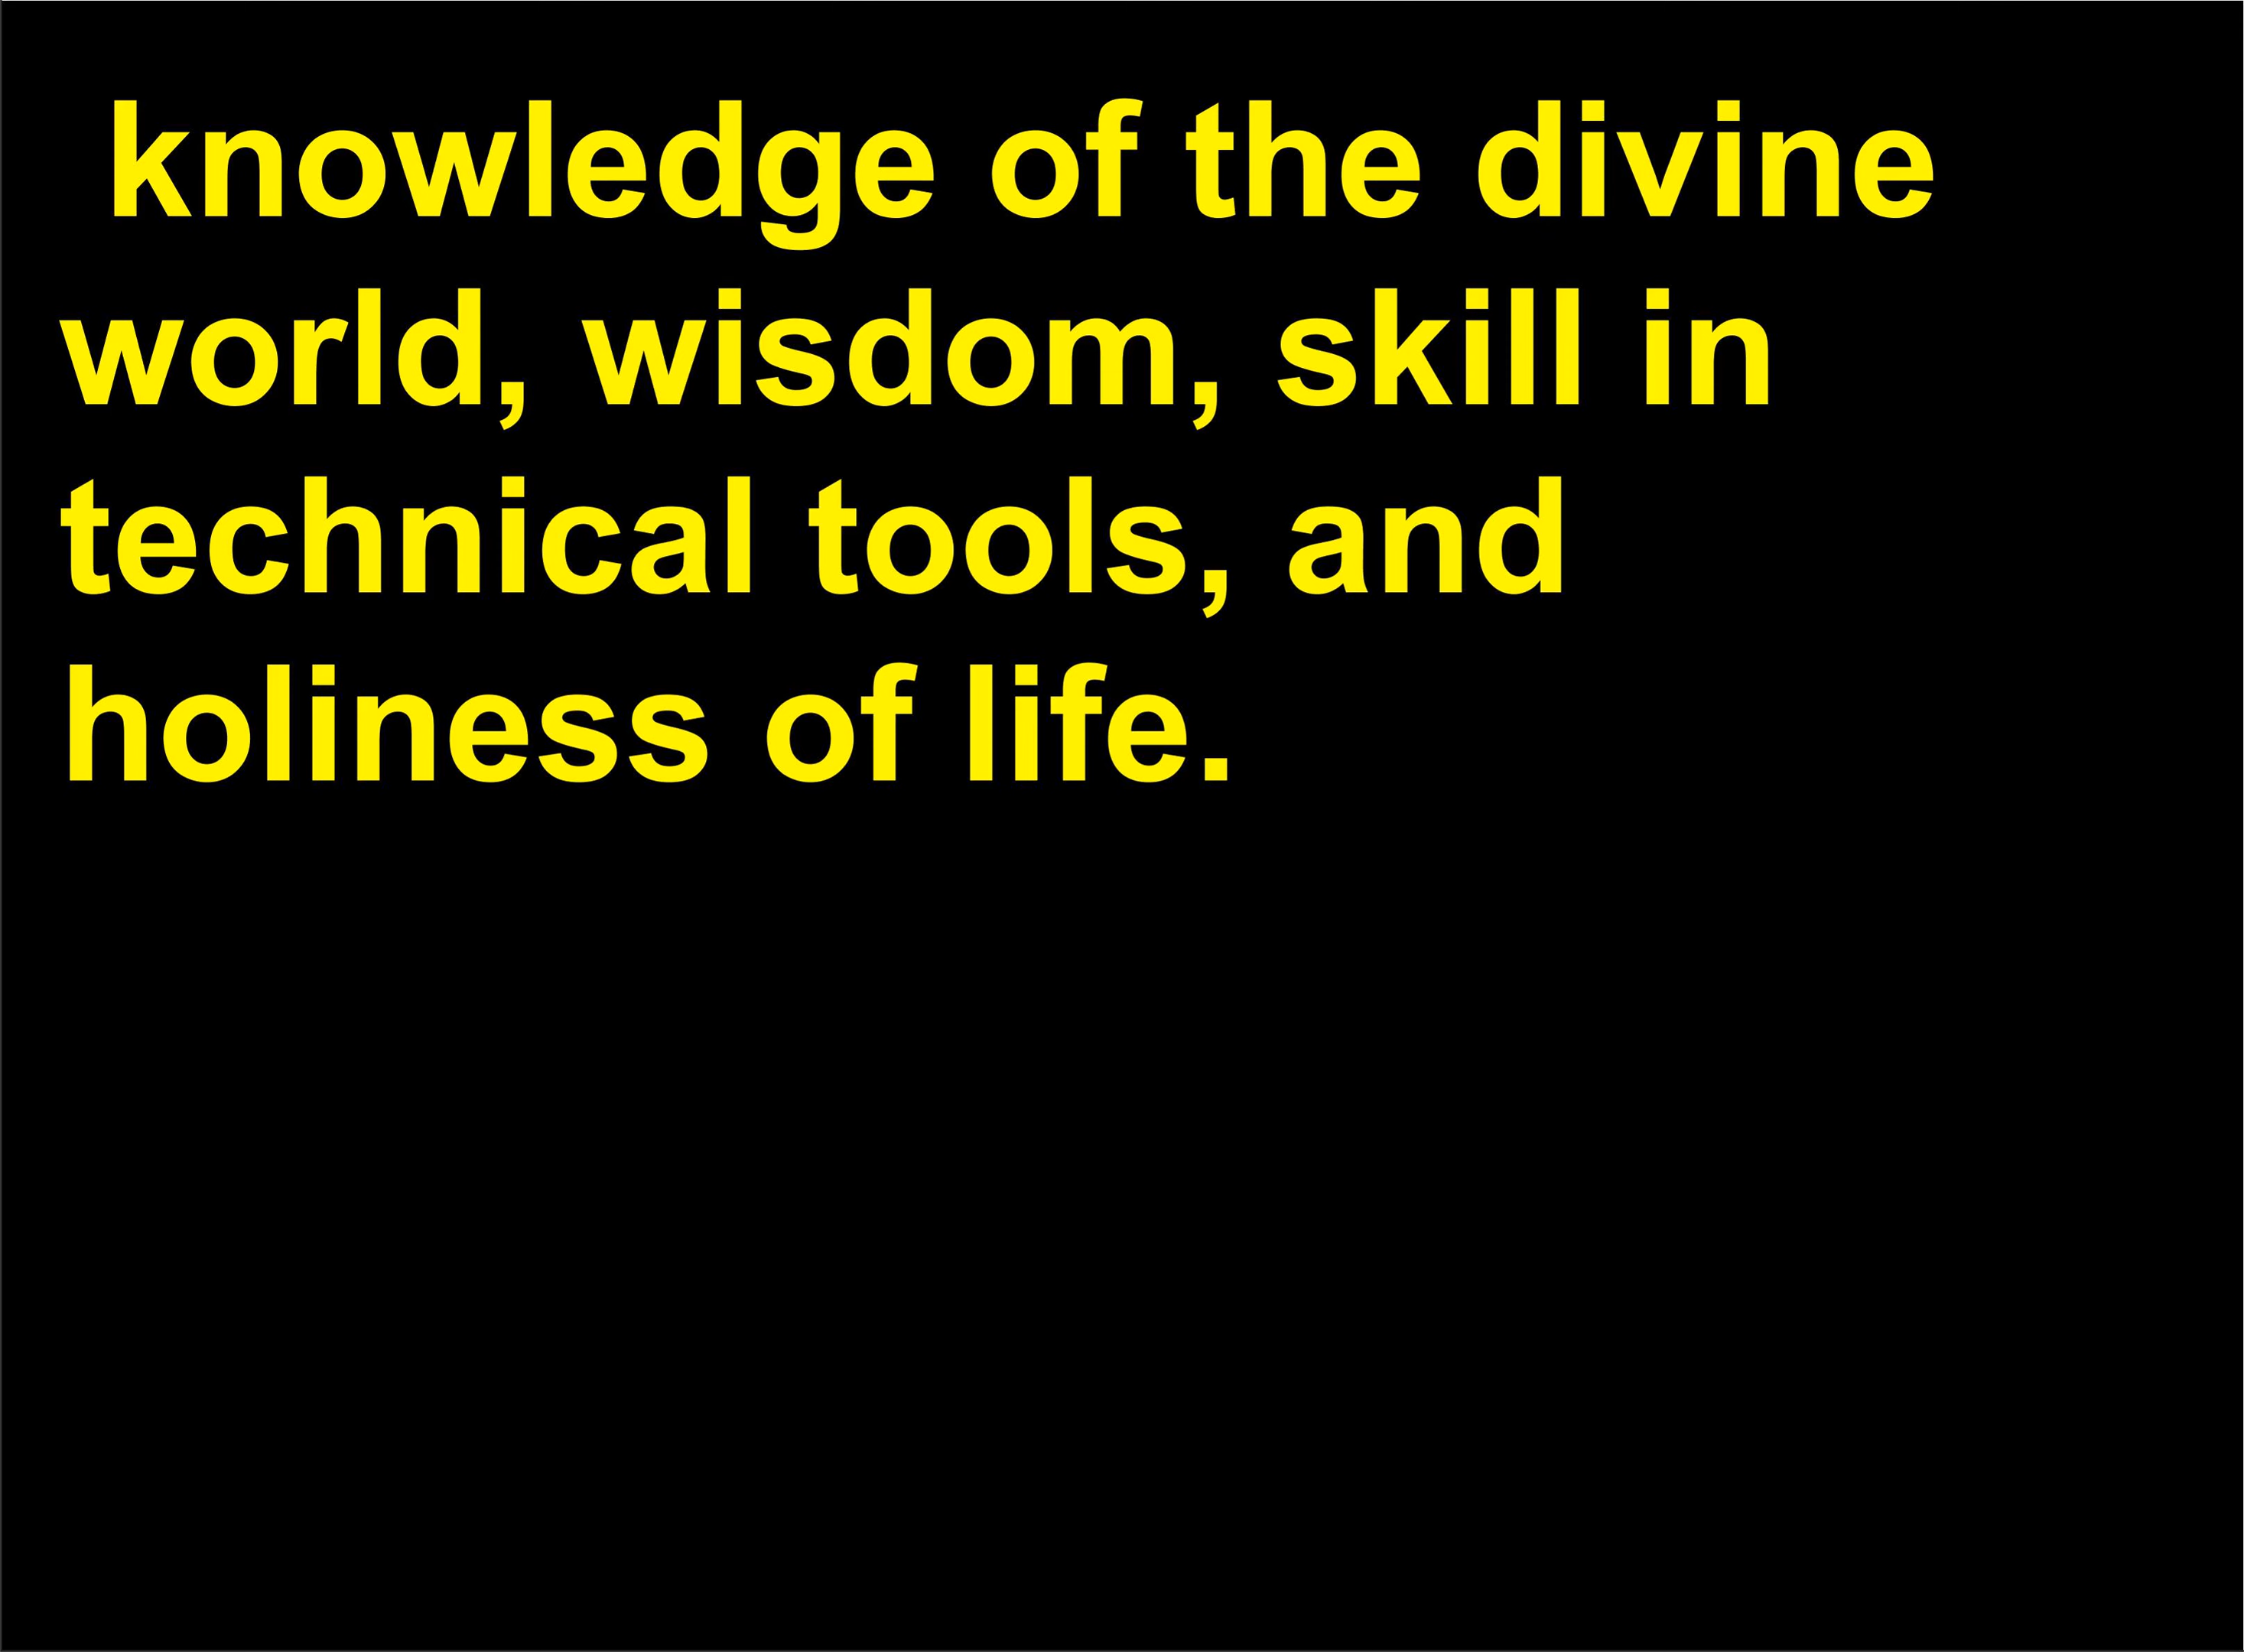 knowledge of the divine
world, wisdom, skill in
technical tools, and
holiness of life.